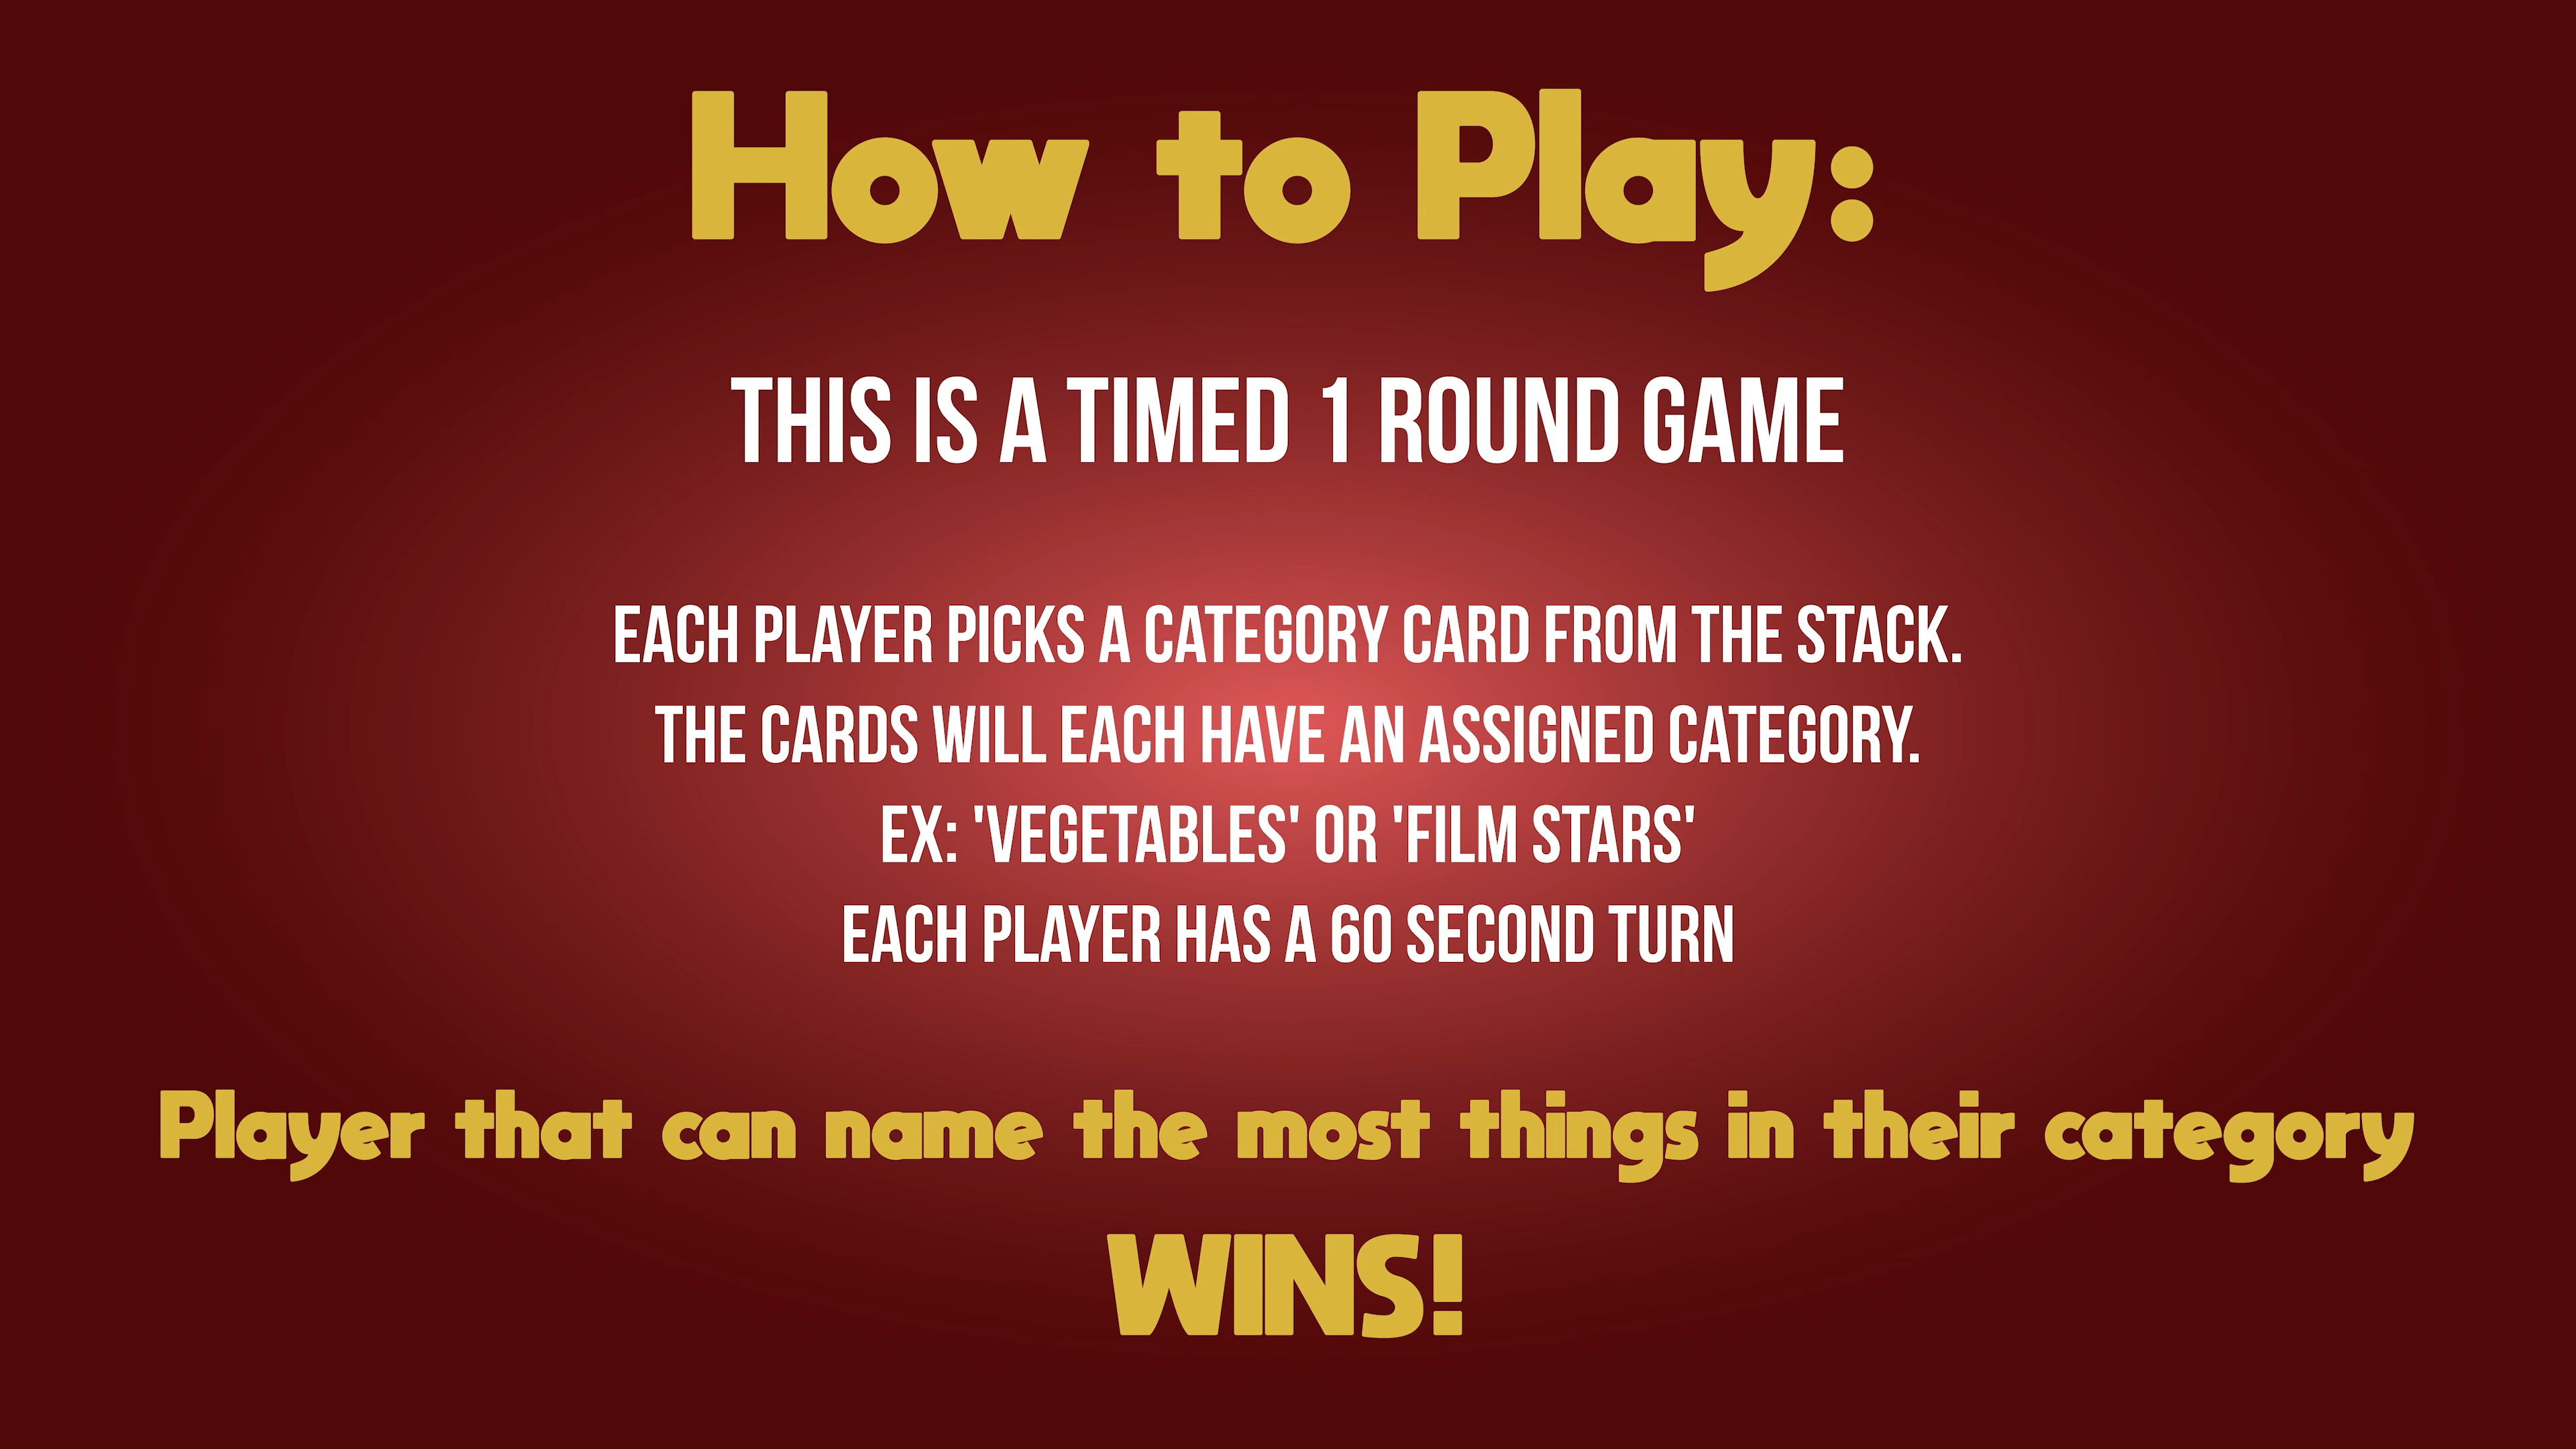 How to Play:
THIS IS A TIMED 1 ROUND GAME
EACH PLAYER PICKS A CATEGORY CARD FROM THE STACK.
THE CARDS WILL EACH HAVE AN ASSIGNED CATEGORY.
EX: 'VEGETABLES' OR 'FILM STARS'
EACH PLAYER HAS A 60 SECOND TURN
Player that can name the most things in their category
WINS!